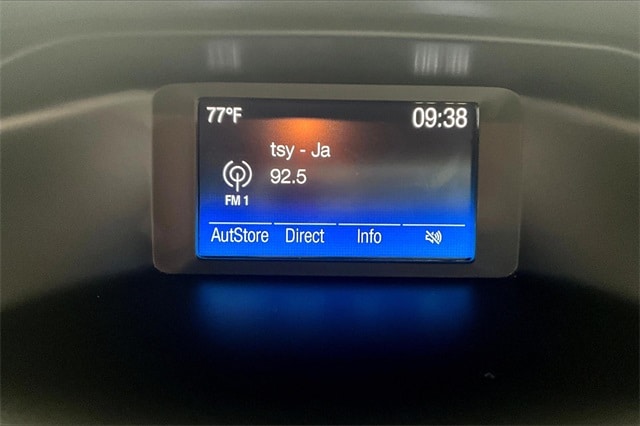 77°F 09:38
tsy - Ja
92.5
FM 1
AutStore Direct Info